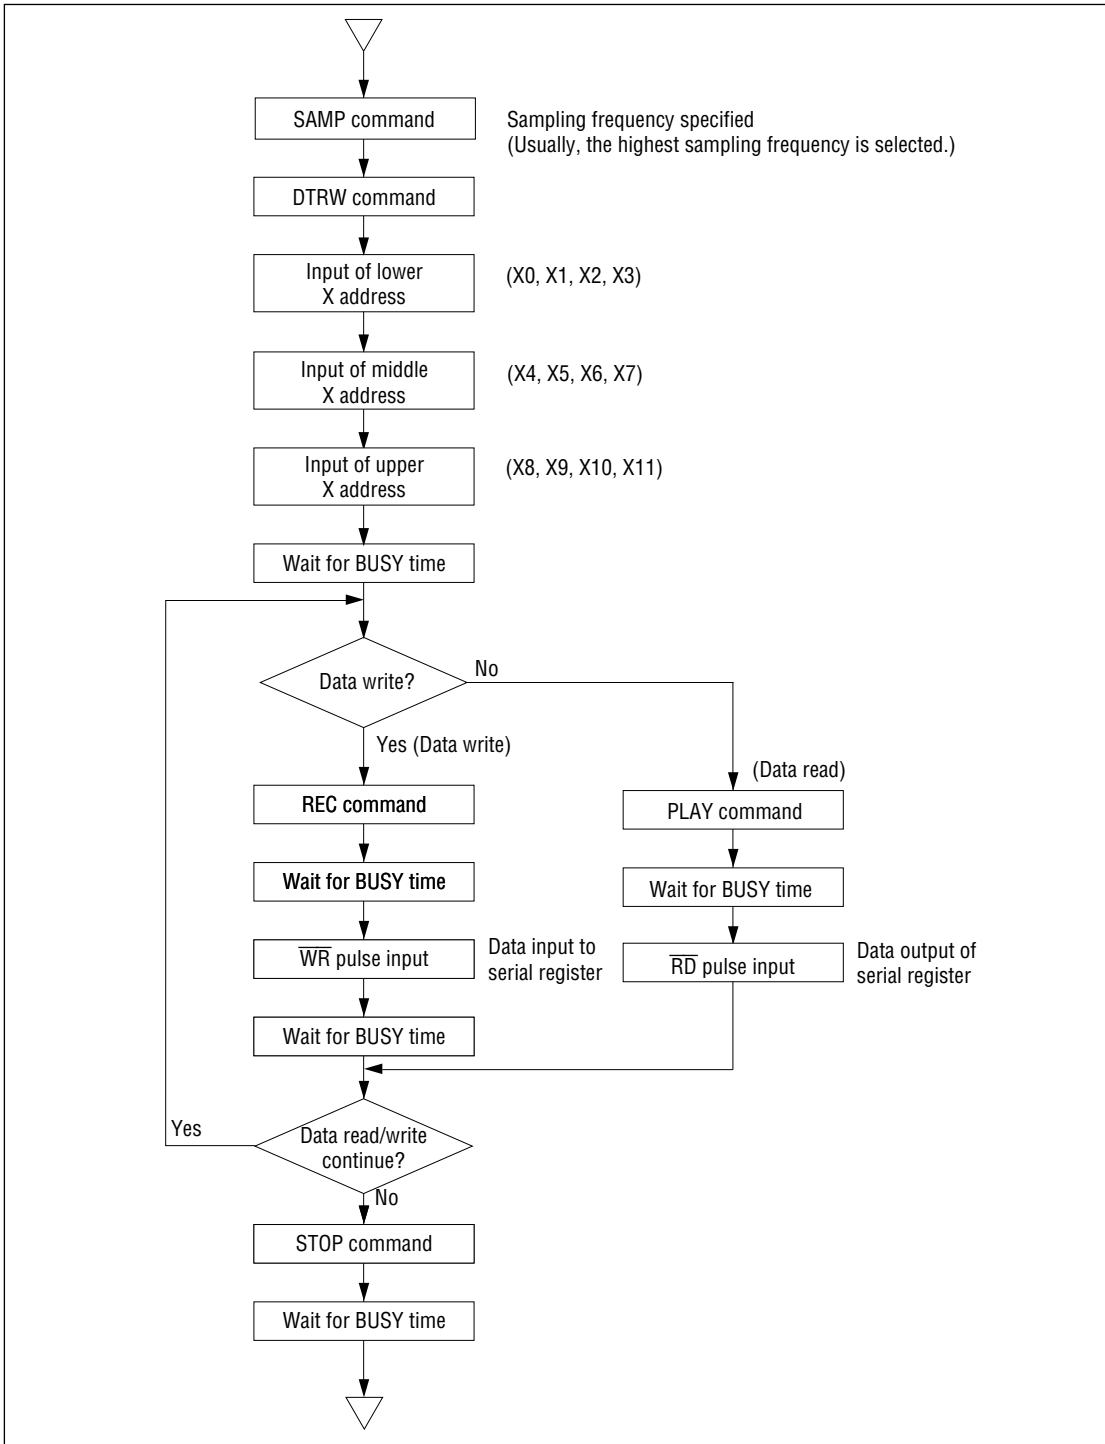 SAMP command
Sampling frequency specified
(Usually, the highest sampling frequency is selected.)
DTRW command
Input of lower
X address
(X0, X1, X2, X3)
Input of middle
X address
(X4, X5, X6, X7)
Input of upper
X address
(X8, X9, X10, X11)
Wait for BUSY time
Data write?
No
Yes (Data write)
(Data read)
REC command
PLAY command
Wait for BUSY time
Wait for BUSY time
W̅R̅ pulse input
Data input to
serial register
R̅D̅ pulse input
Data output of
serial register
Wait for BUSY time
Yes
Data read/write
continue?
No
STOP command
Wait for BUSY time